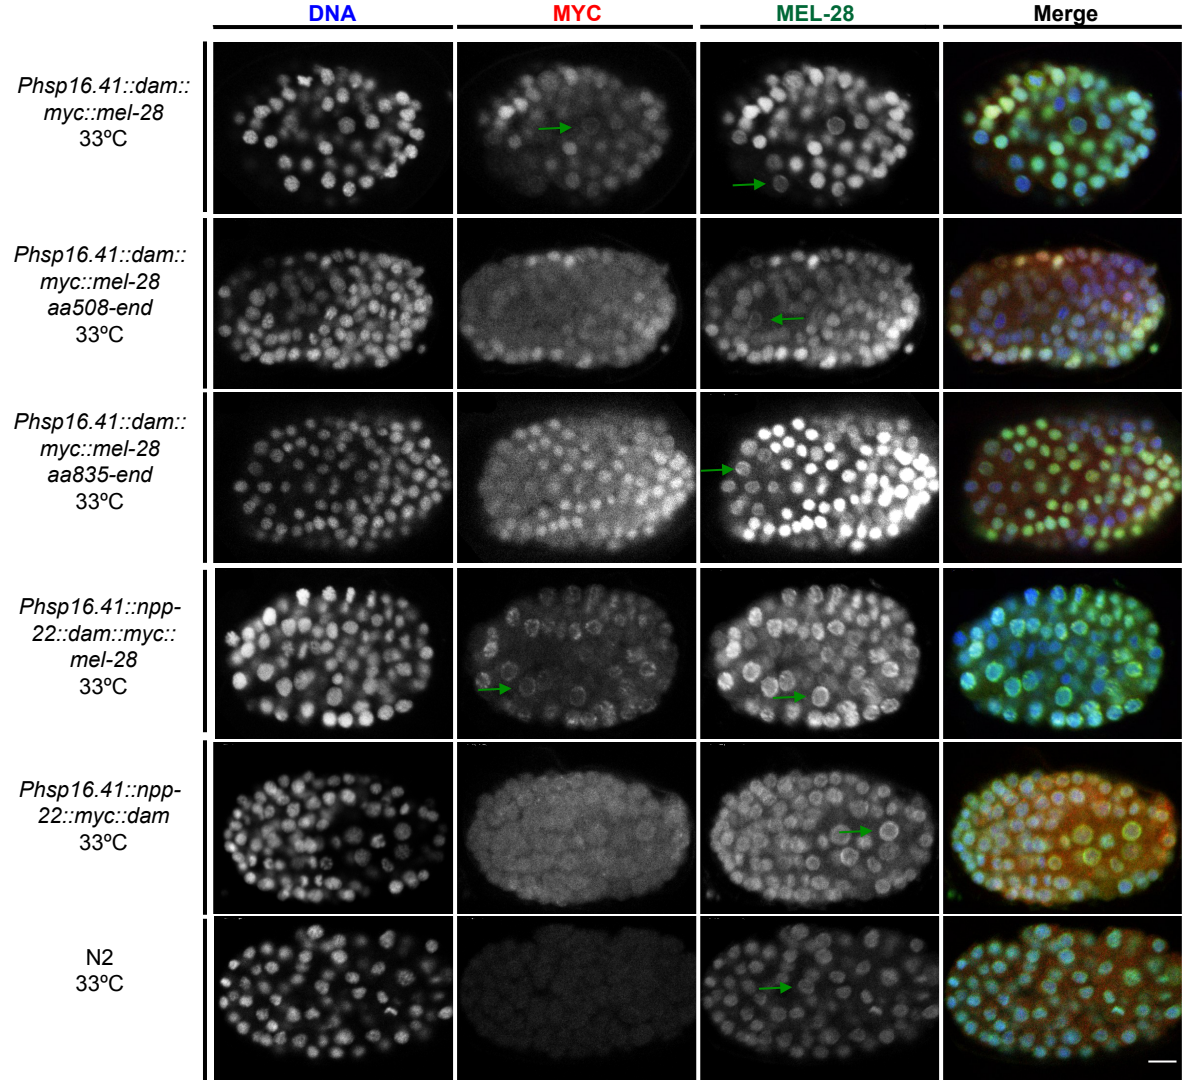 DNA MYC MEL-28 Merge
Phsp16.41::dam::
myc::mel-28
33ºC
Phsp16.41::dam::
myc::mel-28
aa508-end
33ºC
Phsp16.41::dam::
myc::mel-28
aa835-end
33ºC
Phsp16.41::npp-
22::dam::myc::
mel-28
33ºC
Phsp16.41::npp-
22::myc::dam
33ºC
N2
33ºC